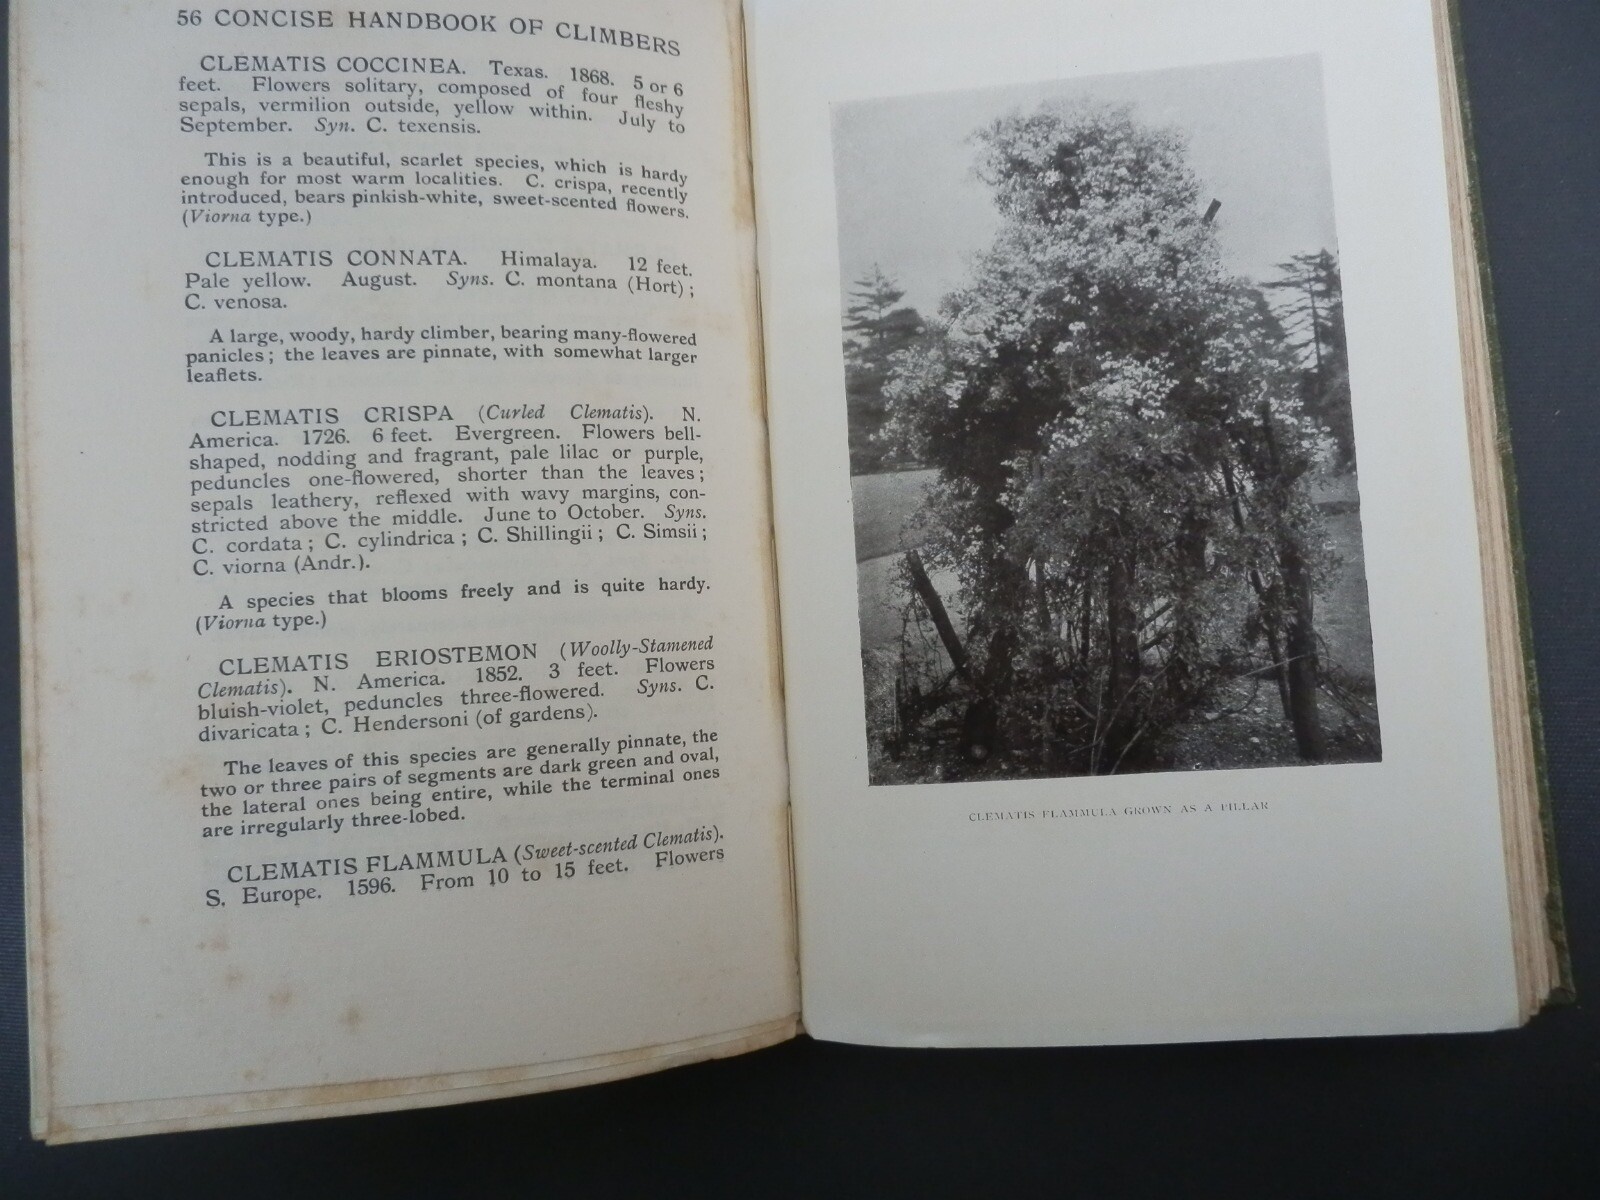 56 CONCISE HANDBOOK OF CLIMBERS
CLEMATIS COCCINEA. Texas. 1868. 5 or 6
feet. Flowers solitary, composed of four fleshy
sepals, vermilion outside, yellow within. July to
September. Syn. C. texensis.
This is a beautiful, scarlet species, which is hardy
enough for most warm localities. C. crispa, recently
introduced, bears pinkish-white, sweet-scented flowers.
(Viorna type.)
CLEMATIS CONNATA. Himalaya. 12 feet.
Pale yellow. August. Syns. C. montana (Hort);
C. venosa.
A large, woody, hardy climber, bearing many-flowered
panicles; the leaves are pinnate, with somewhat larger
leaflets.
CLEMATIS CRISPA (Curled Clematis). N.
America. 1726. 6 feet. Evergreen. Flowers bell-
shaped, nodding and fragrant, pale lilac or purple,
peduncles one-flowered, shorter than the leaves;
sepals leathery, reflexed with wavy margins, con-
stricted above the middle. June to October. Syns.
C. cordata; C. cylindrica; C. Shillingii; C. Simsii;
C. viorna (Andr.).
A species that blooms freely and is quite hardy.
(Viorna type.)
CLEMATIS ERIOSTEMON (Woolly-Stamened
Clematis). N. America. 1852. 3 feet. Flowers
bluish-violet, peduncles three-flowered. Syns. C.
divaricata; C. Hendersoni (of gardens).
The leaves of this species are generally pinnate, the
two or three pairs of segments are dark green and oval,
the lateral ones being entire, while the terminal ones
are irregularly three-lobed.
CLEMATIS FLAMMULA (Sweet-scented Clematis).
S. Europe. 1596. From 10 to 15 feet. Flowers
CLEMATIS FLAMMULA GROWN AS A PILLAR